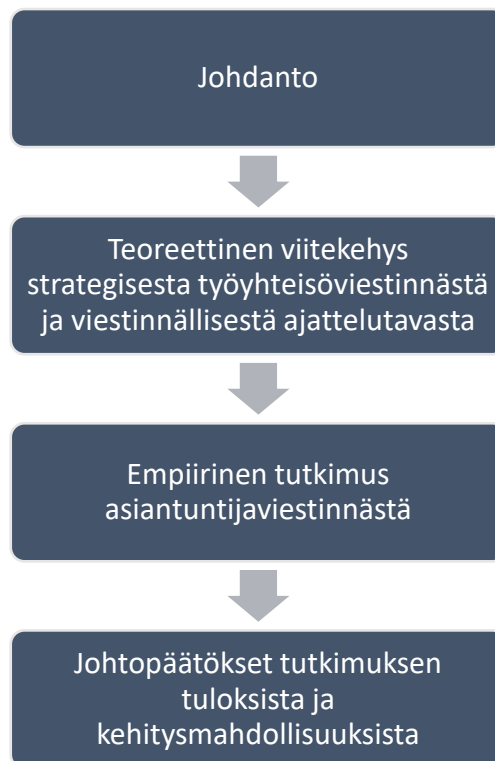 Johdanto
Teoreettinen viitekehys
strategisesta työyhteisöviestinnästä
ja viestinnällisestä ajattelutavasta
Empiirinen tutkimus
asiantuntijaviestinnästä
Johtopäätökset tutkimuksen
tuloksista ja
kehitysmahdollisuuksista